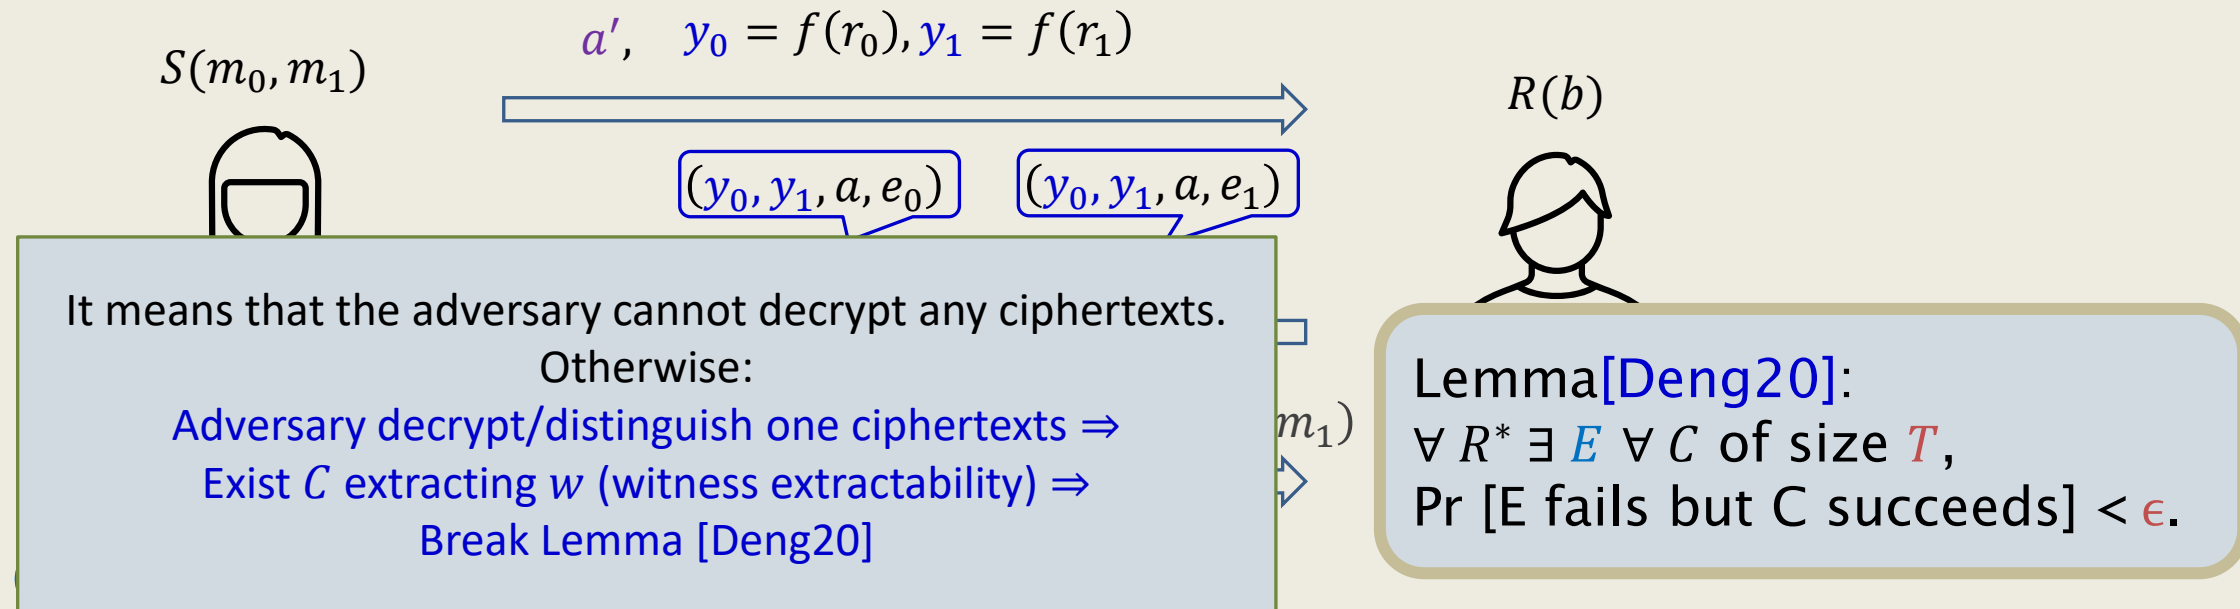 a′, y₀ = f(r₀), y₁ = f(r₁)
S(m₀, m₁)
R(b)
(y₀, y₁, a, e₀)
(y₀, y₁, a, e₁)
It means that the adversary cannot decrypt any ciphertexts.
Otherwise:
Adversary decrypt/distinguish one ciphertexts ⇒
Exist C extracting w (witness extractability) ⇒
Break Lemma [Deng20]
m₁)
Lemma[Deng20]:
∀ R* ∃ E ∀ C of size T,
Pr [E fails but C succeeds] < ϵ.